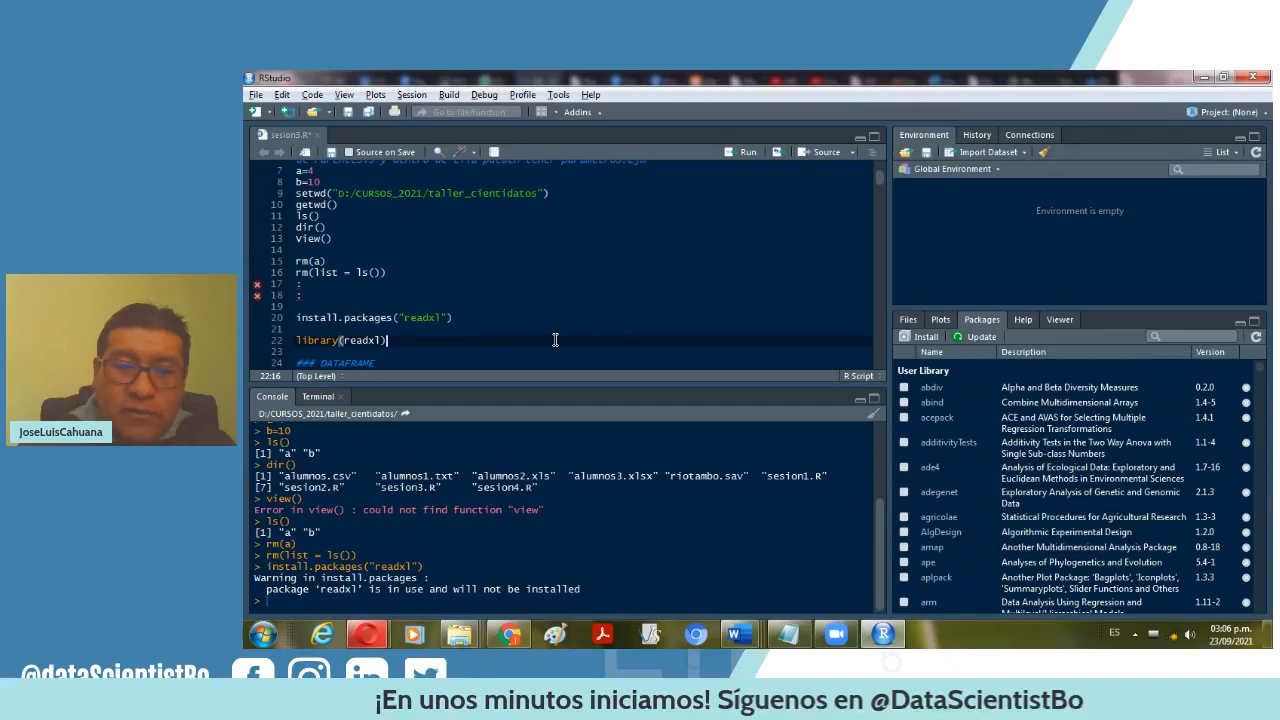 RStudio
File Edit Code View Plots Session Build Debug Profile Tools Help
Go to file/function Addins Project: (None)
sesion3.R*
Source on Save Run Source
7 a=4
8 b=10
9 setwd("D:/CURSOS_2021/taller_cientidatos")
10 getwd()
11 ls()
12 dir()
13 View()
14
15 rm(a)
16 rm(list = ls())
17 :
18 :
19
20 install.packages("readxl")
21
22 library(readxl)
23
24 ### DATAFRAME
22:16 (Top Level) R Script
Console Terminal
D:/CURSOS_2021/taller_cientidatos/
> b=10
> ls()
[1] "a" "b"
> dir()
[1] "alumnos.csv" "alumnos1.txt" "alumnos2.xls" "alumnos3.xlsx" "riotambo.sav" "sesion1.R"
[7] "sesion2.R" "sesion3.R" "sesion4.R"
> view()
Error in view() : could not find function "view"
> ls()
[1] "a" "b"
> rm(a)
> rm(list = ls())
> install.packages("readxl")
Warning in install.packages :
package ‘readxl’ is in use and will not be installed
>
Environment History Connections
Import Dataset List
Global Environment
Environment is empty
Files Plots Packages Help Viewer
Install Update
Name Description Version
User Library
abdiv Alpha and Beta Diversity Measures 0.2.0
abind Combine Multidimensional Arrays 1.4-5
acepack ACE and AVAS for Selecting Multiple 1.4.1
Regression Transformations
additivityTests Additivity Tests in the Two Way Anova with 1.1-4
Single Sub-class Numbers
ade4 Analysis of Ecological Data: Exploratory and 1.7-16
Euclidean Methods in Environmental Sciences
adegenet Exploratory Analysis of Genetic and Genomic 2.1.3
Data
agricolae Statistical Procedures for Agricultural Research 1.3-3
AlgDesign Algorithmic Experimental Design 1.2.0
amap Another Multidimensional Analysis Package 0.8-18
ape Analyses of Phylogenetics and Evolution 5.4-1
aplpack Another Plot Package: 'Bagplots', 'Iconplots', 1.3.3
'Summaryplots', Slider Functions and Others
arm Data Analysis Using Regression and 1.11-2
JoseLuisCahuana
ES 03:06 p.m.
23/09/2021
@dataScientistBo
¡En unos minutos iniciamos! Síguenos en @DataScientistBo